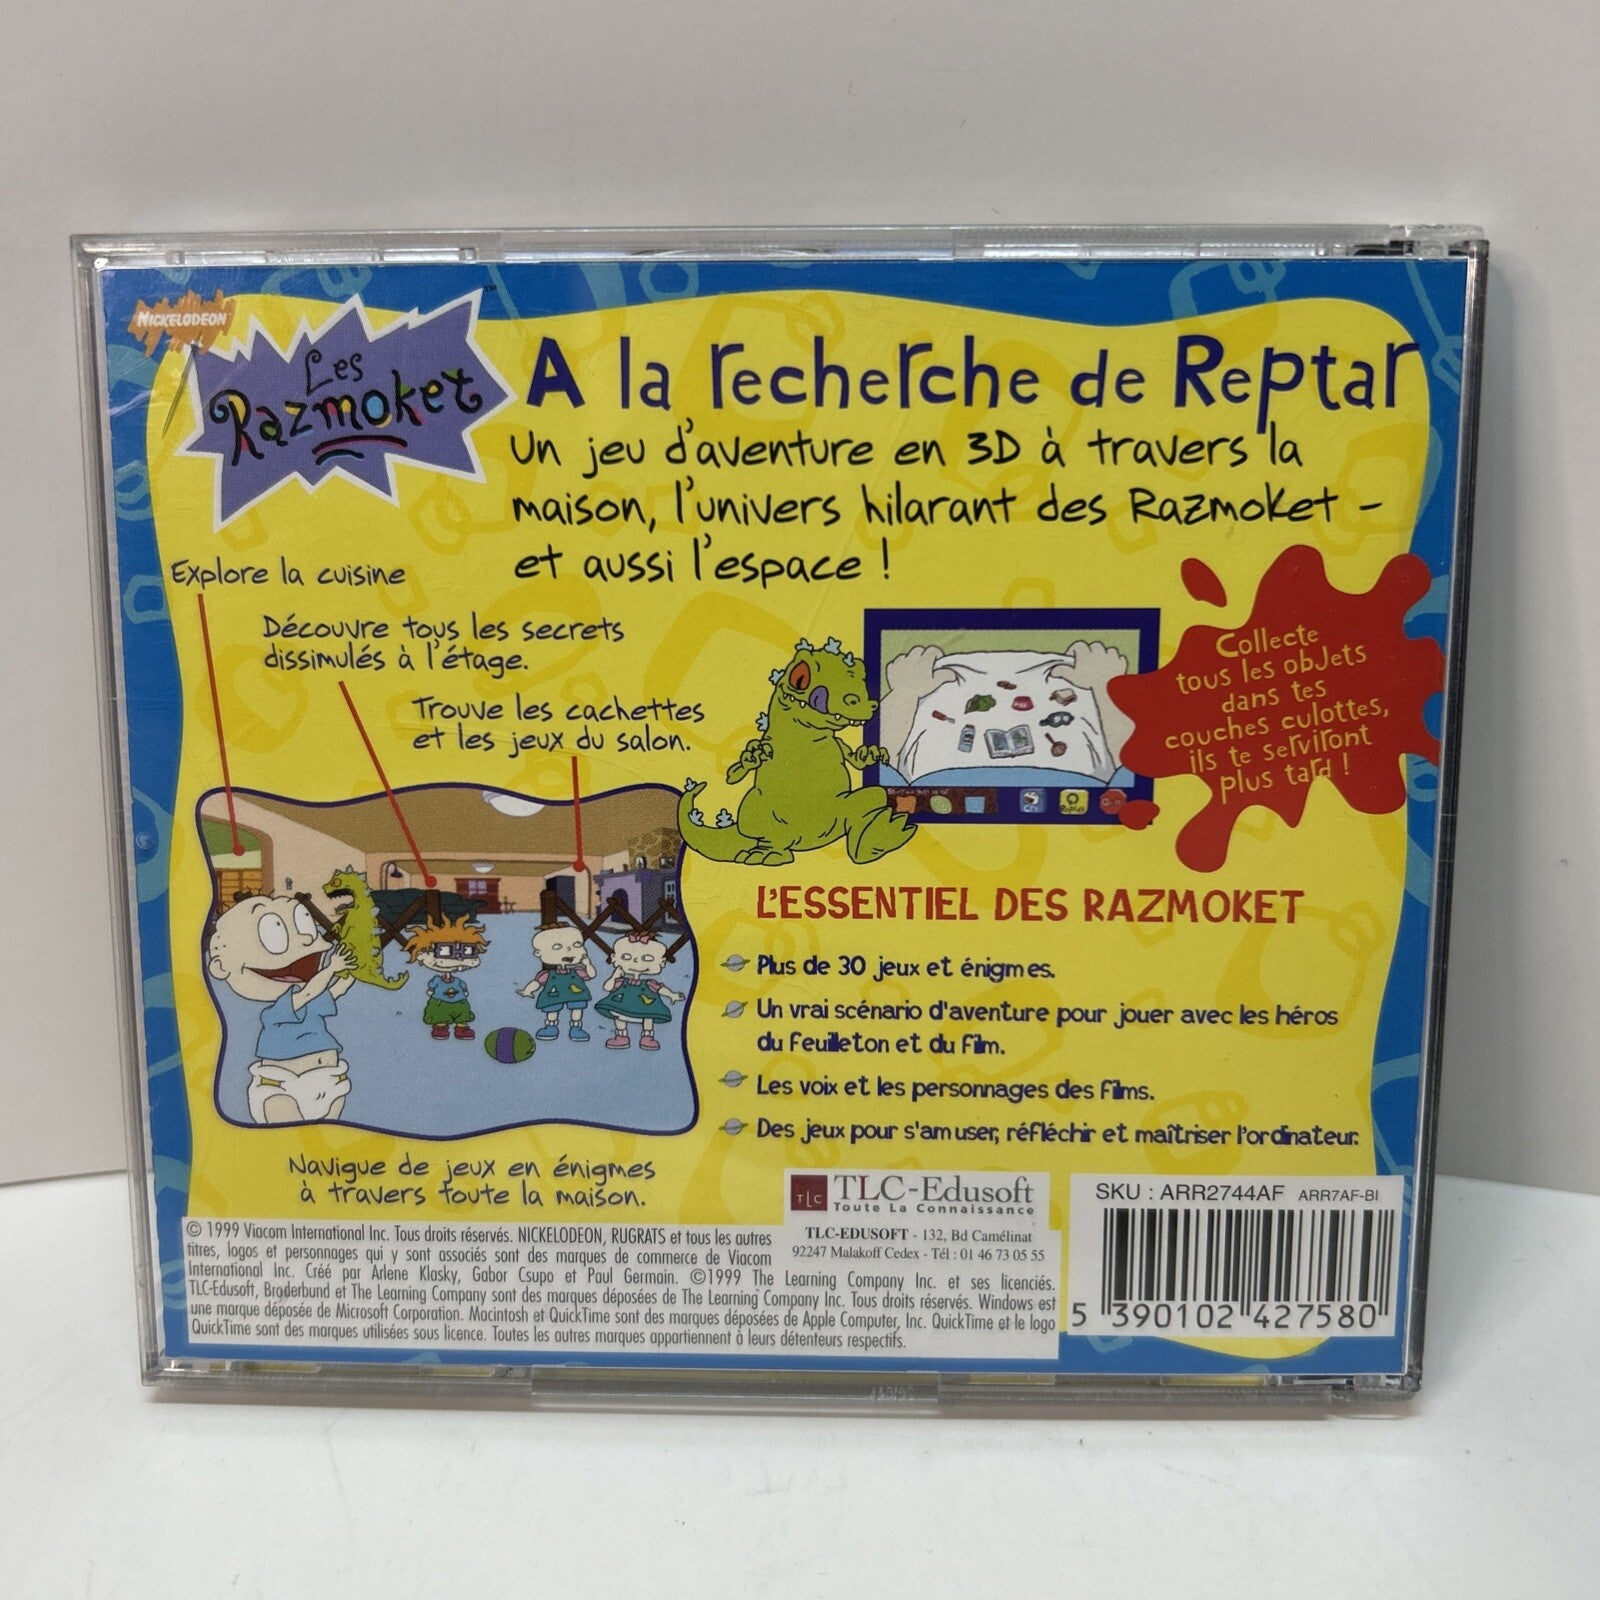 NICKELODEON
Les
Razmoket
TM
A la recherche de Reptar
Un jeu d'aventure en 3D à travers la
maison, l'univers hilarant des Razmoket -
et aussi l'espace !
Explore la cuisine
Découvre tous les secrets
dissimulés à l'étage.
Trouve les cachettes
et les jeux du salon.
Collecte
tous les objets
dans tes
couches culottes,
ils te serviront
plus tard !
L'ESSENTIEL DES RAZMOKET
Plus de 30 jeux et énigmes.
Un vrai scénario d'aventure pour jouer avec les héros
du feuilleton et du film.
Les voix et les personnages des films.
Des jeux pour s'amuser, réfléchir et maîtriser l'ordinateur.
Navigue de jeux en énigmes
à travers toute la maison.
TLC TLC-Edusoft
Toute La Connaissance
TLC-EDUSOFT - 132, Bd Camélinat
92247 Malakoff Cedex - Tél : 01 46 73 05 55
SKU : ARR2744AF ARR7AF-BI
5 390102 427580
© 1999 Viacom International Inc. Tous droits réservés. NICKELODEON, RUGRATS et tous les autres
titres, logos et personnages qui y sont associés sont des marques de commerce de Viacom
International Inc. Créé par Arlene Klasky, Gabor Csupo et Paul Germain. ©1999 The Learning Company Inc. et ses licenciés.
TLC-Edusoft, Brøderbund et The Learning Company sont des marques déposées de The Learning Company Inc. Tous droits réservés. Windows est
une marque déposée de Microsoft Corporation. Macintosh et QuickTime sont des marques déposées de Apple Computer, Inc. QuickTime et le logo
QuickTime sont des marques utilisées sous licence. Toutes les autres marques appartiennent à leurs détenteurs respectifs.